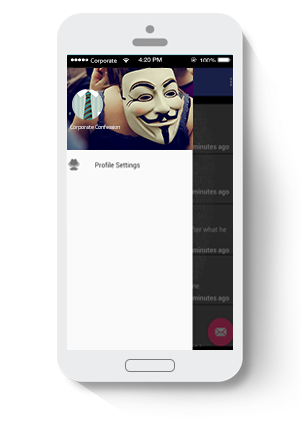 Corporate 4:20 PM 100%
Corporate Confession
Profile Settings
minutes ago
minutes ago
fter what he
minutes ago
ne
minutes ago